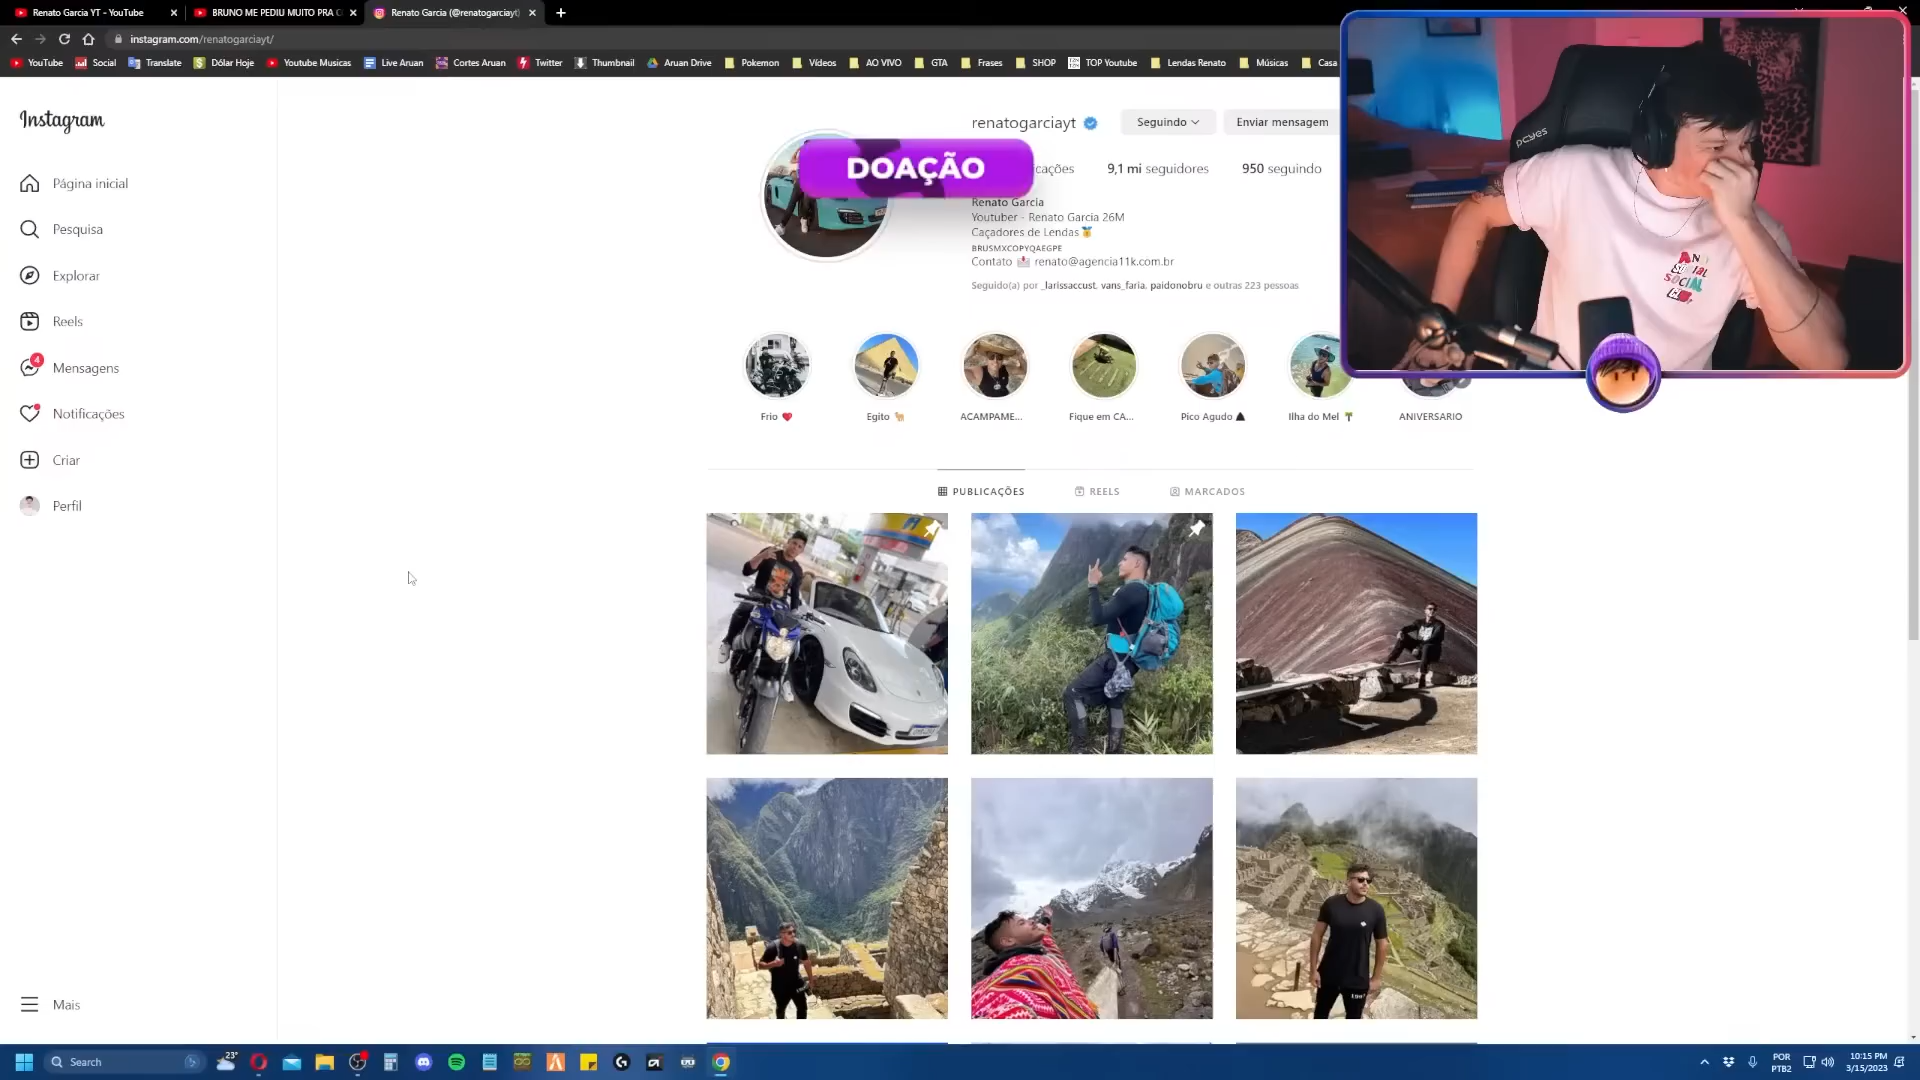 Renato Garcia YT - YouTube
BRUNO ME PEDIU MUITO PRA
Renato Garcia (@renatogarciayt)
instagram.com/renatogarciayt/
YouTube Social Translate Dólar Hoje Youtube Musicas Live Aruan Cortes Aruan Twitter Thumbnail Aruan Drive Pokemon Vídeos AO VIVO GTA Frases SHOP TOP Youtube Lendas Renato Músicas Casa
Instagram
Página inicial
Pesquisa
Explorar
Reels
4
Mensagens
Notificações
Criar
Perfil
Mais
renatogarciayt Seguindo Enviar mensagem
DOAÇÃO
cações 9,1 mi seguidores 950 seguindo
Renato Garcia
Youtuber - Renato Garcia 26M
Caçadores de Lendas🏅
BRUSMXCOPYQAEGPE
Contato 📩 renato@agencia11k.com.br
Seguido(a) por _larissaccust, vans_faria, paidonobru e outras 223 pessoas
pcyes
SOCIAL
Frio ❤️ Egito 🐪 ACAMPAME... Fique em CA... Pico Agudo ⛰ Ilha do Mel 🌴 ANIVERSARIO
PUBLICAÇÕES REELS MARCADOS
23°
Search
POR
PTB2
10:15 PM
3/15/2023